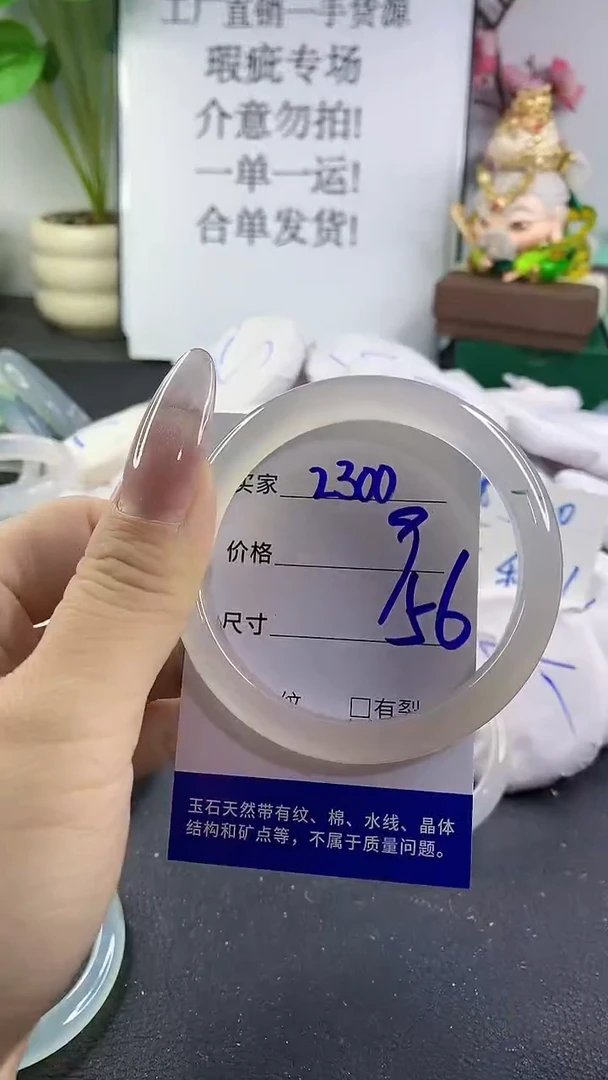 工厂直销一手货源
瑕疵专场
介意勿拍!
一单一运!
合单发货!
买家 2300
价格
尺寸 56
纹 □有裂
玉石天然带有纹、棉、水线、晶体
结构和矿点等，不属于质量问题。